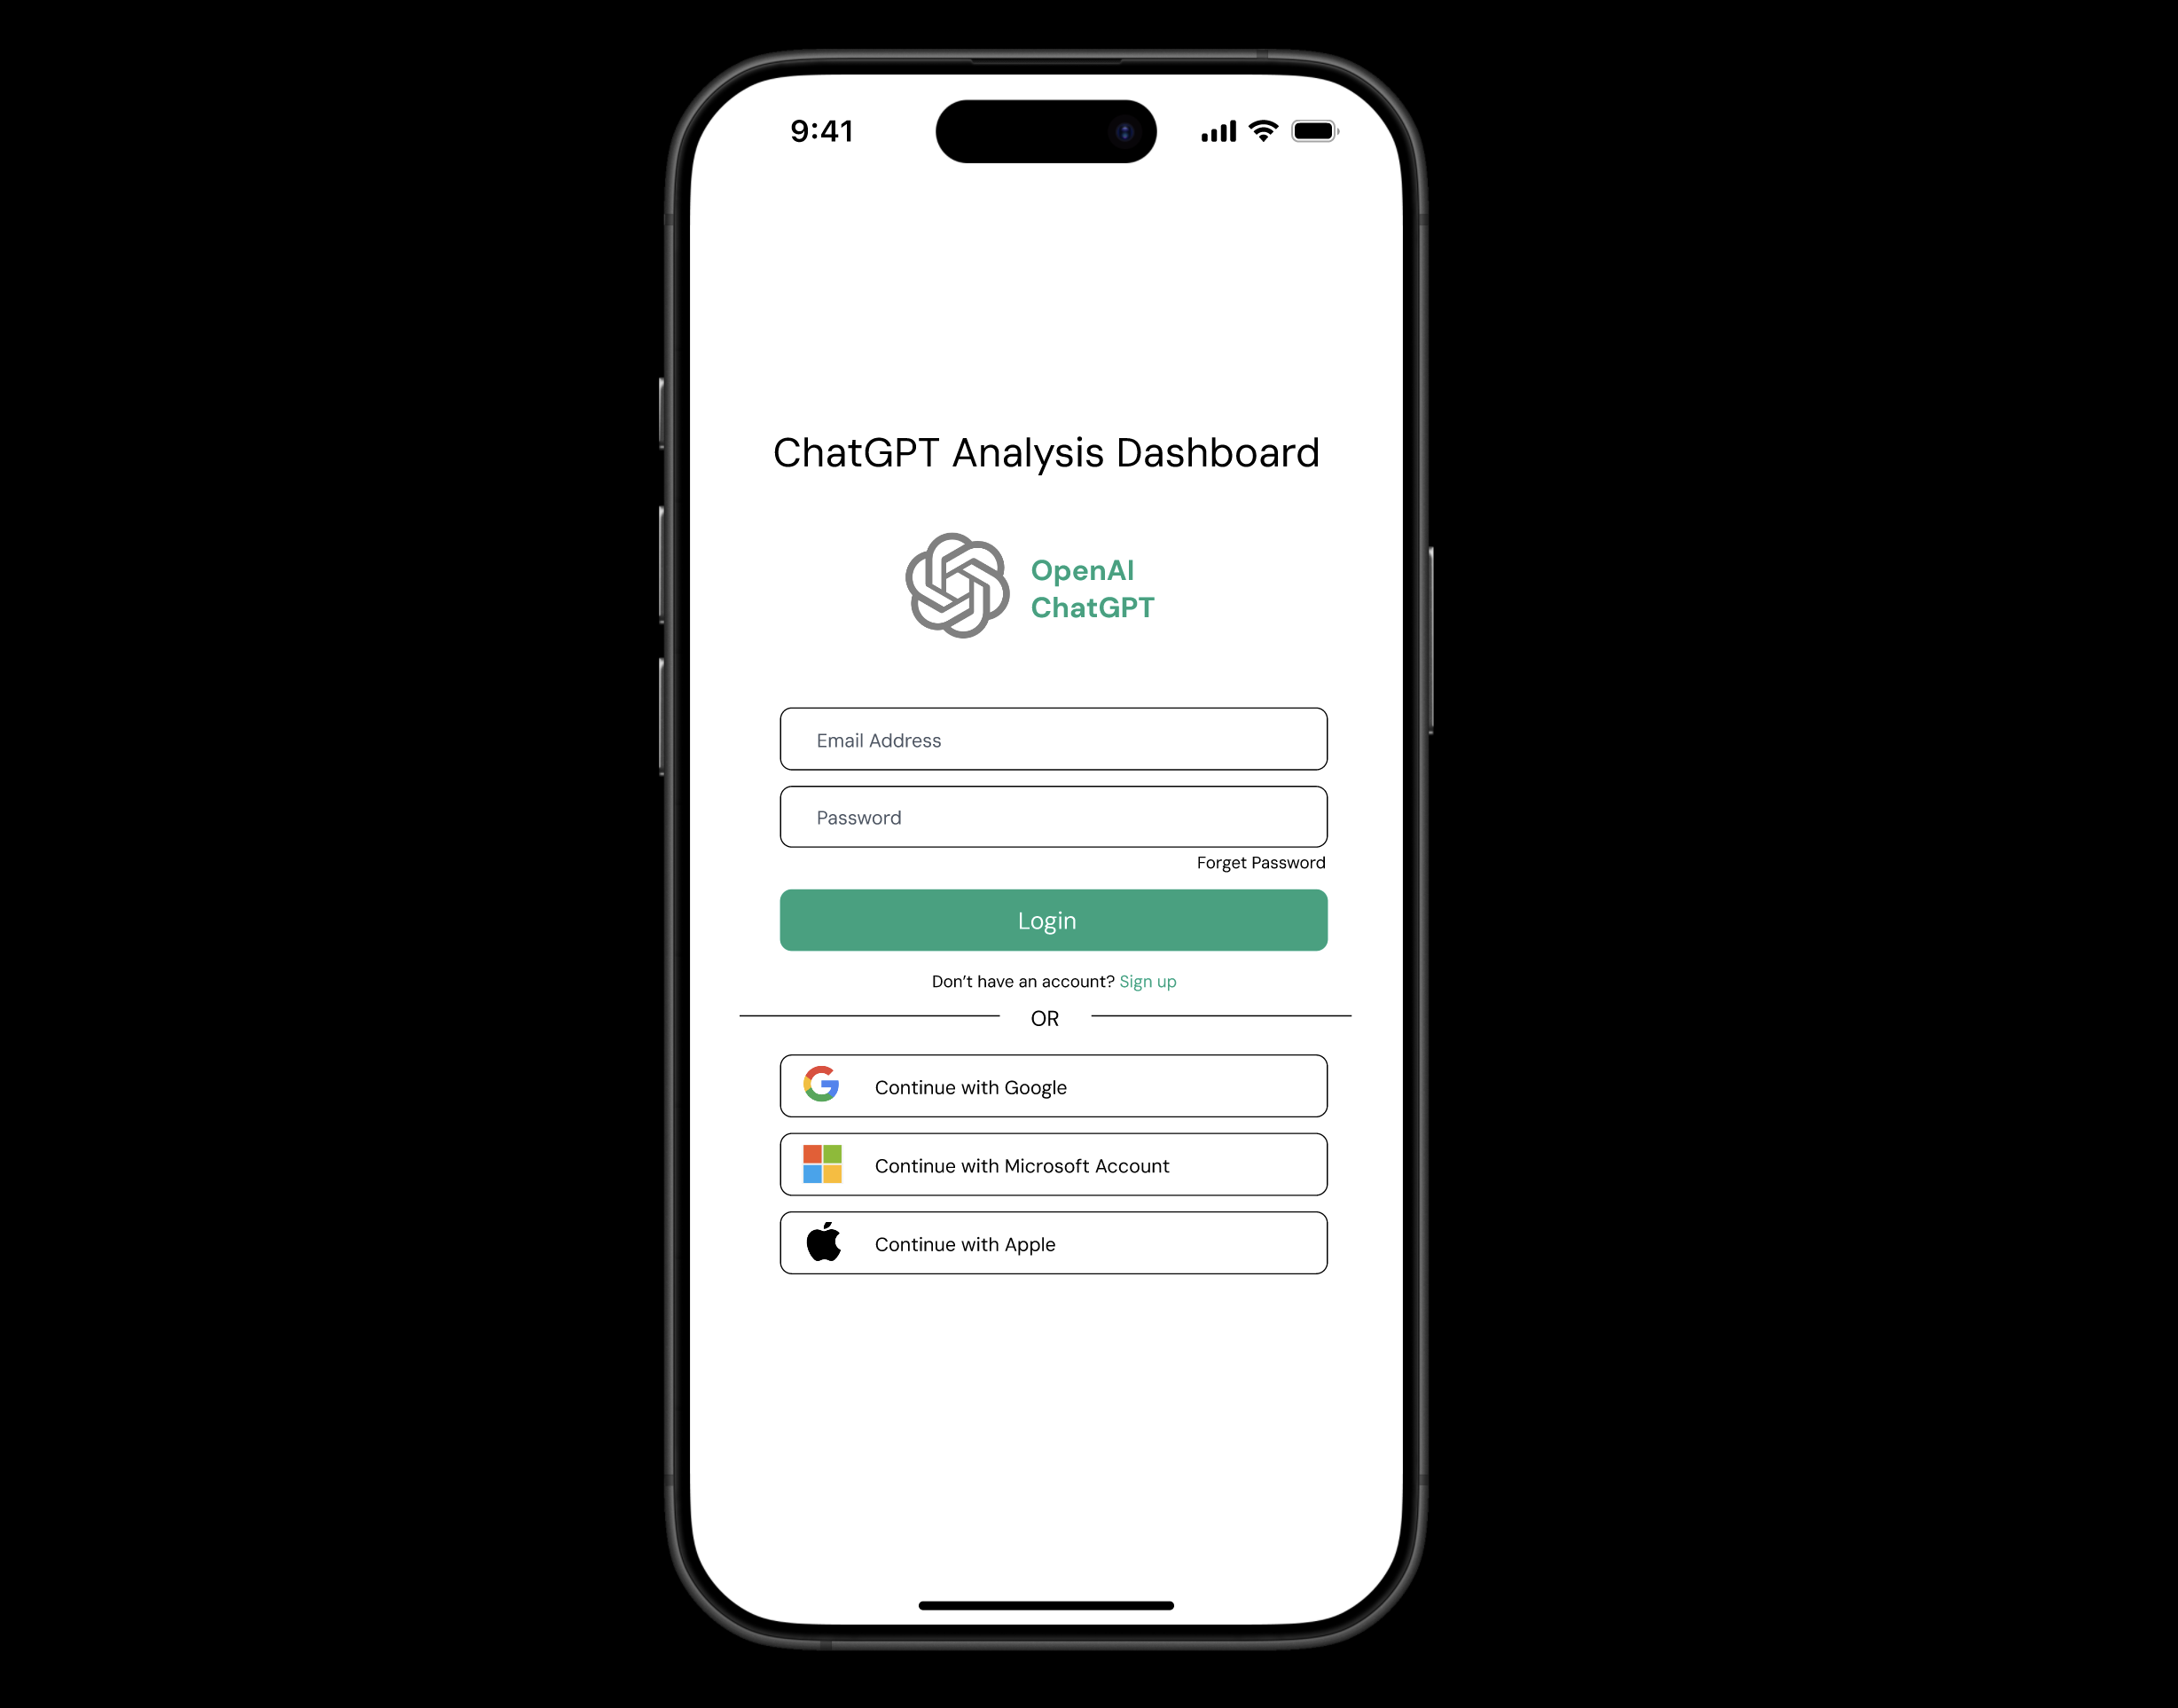 9:41
ChatGPT Analysis Dashboard
OpenAI
ChatGPT
Email Address
Password
Forget Password
Login
Don't have an account? Sign up
OR
Continue with Google
Continue with Microsoft Account
Continue with Apple